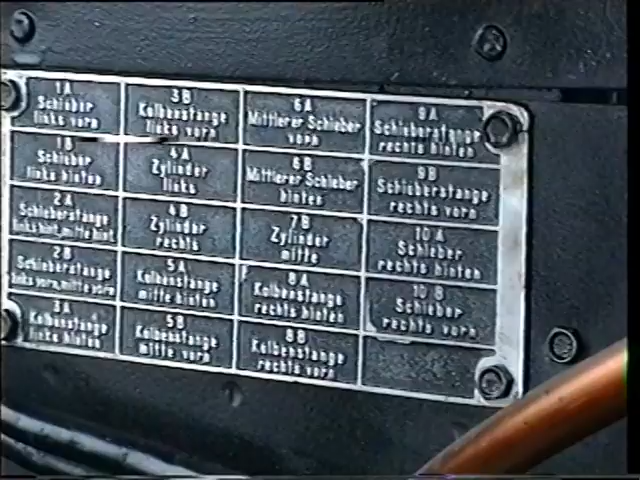 1A
Schieber
links vorn
1B
Schieber
links hinten
2A
Schieberstange
links hint, mitte hint
2B
Schieberstange
links vorn, mitte vorn
3A
Kolbenstange
links hinten
3B
Kolbenstange
links vorn
4A
Zylinder
links
4B
Zylinder
rechts
5A
Kolbenstange
mitte hinten
5B
Kolbenstange
mitte vorn
6A
Mittlerer Schieber
vorn
6B
Mittlerer Schieber
hinten
7B
Zylinder
mitte
8A
Kolbenstange
rechts hinten
8B
Kolbenstange
rechts vorn
9A
Schieberstange
rechts hinten
9B
Schieberstange
rechts vorn
10A
Schieber
rechts hinten
10B
Schieber
rechts vorn